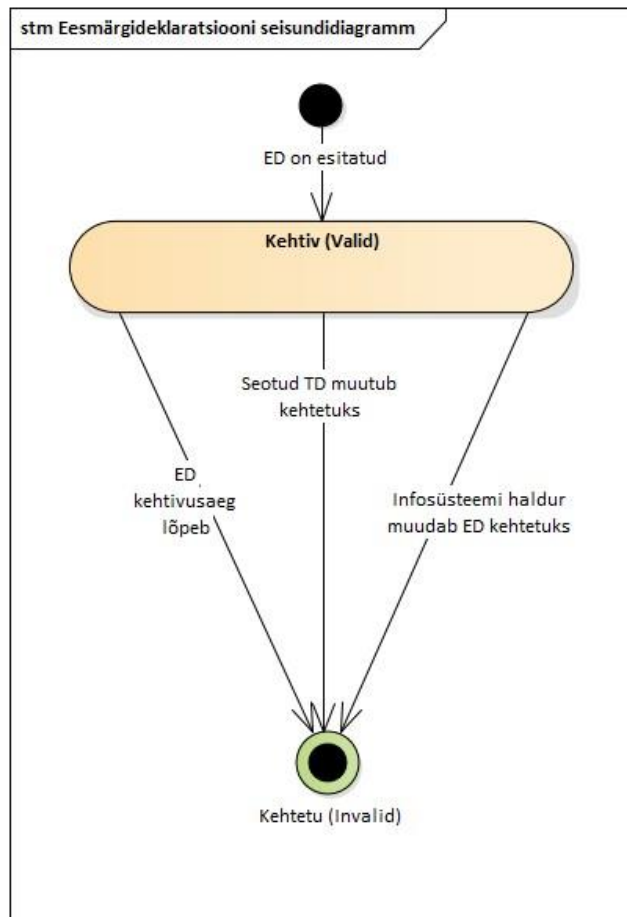 stm Eesmärgideklaratsiooni seisundidiagramm
ED on esitatud
Kehtiv (Valid)
Seotud TD muutub
kehtetuks
ED
kehtivusaeg
lõpeb
Infosüsteemi haldur
muudab ED kehtetuks
Kehtetu (Invalid)